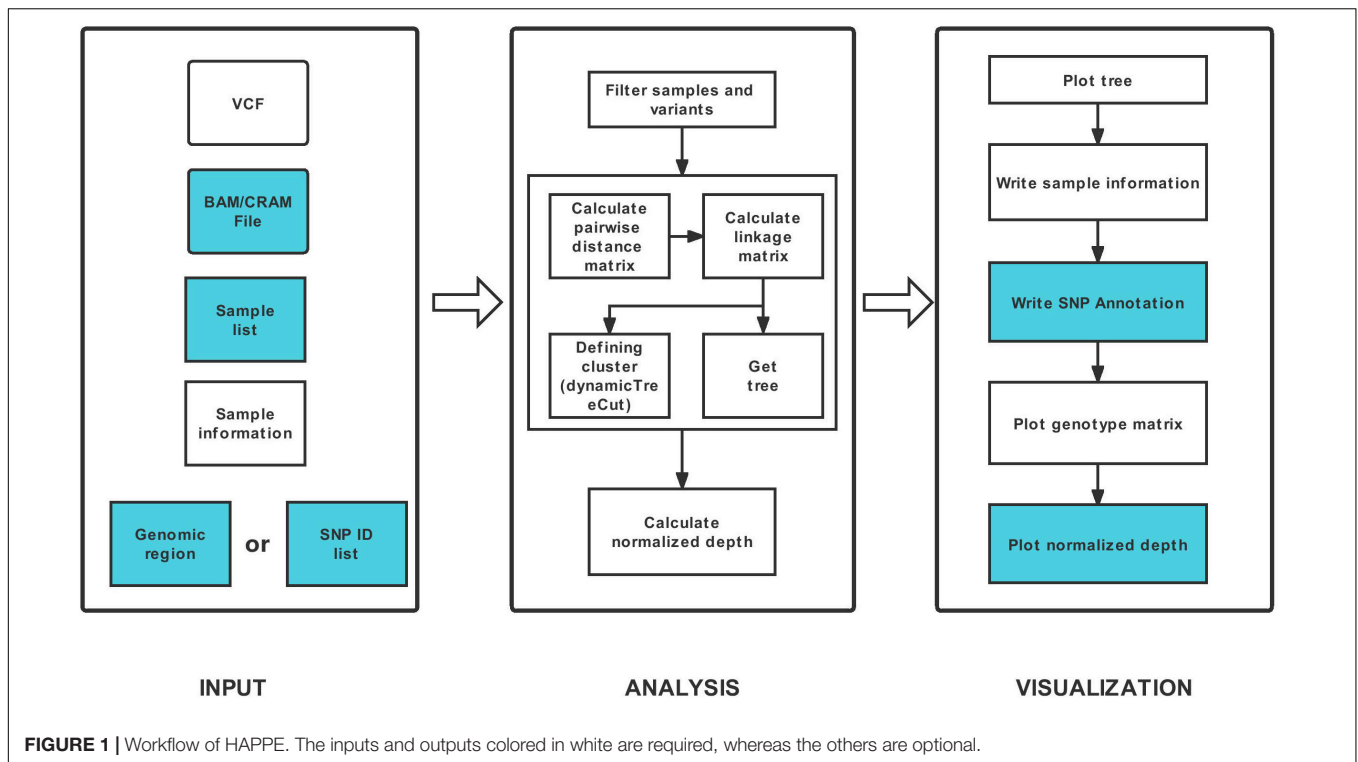 VCF
BAM/CRAM
File
Sample
list
Sample
information
Genomic
region
or
SNP ID
list
INPUT
Filter samples and
variants
Calculate
pairwise
distance
matrix
Calculate
linkage
matrix
Defining
cluster
(dynamicTr
eeCut)
Get
tree
Calculate
normalized depth
ANALYSIS
Plot tree
Write sample information
Write SNP Annotation
Plot genotype matrix
Plot normalized depth
VISUALIZATION
FIGURE 1 | Workflow of HAPPE. The inputs and outputs colored in white are required, whereas the others are optional.